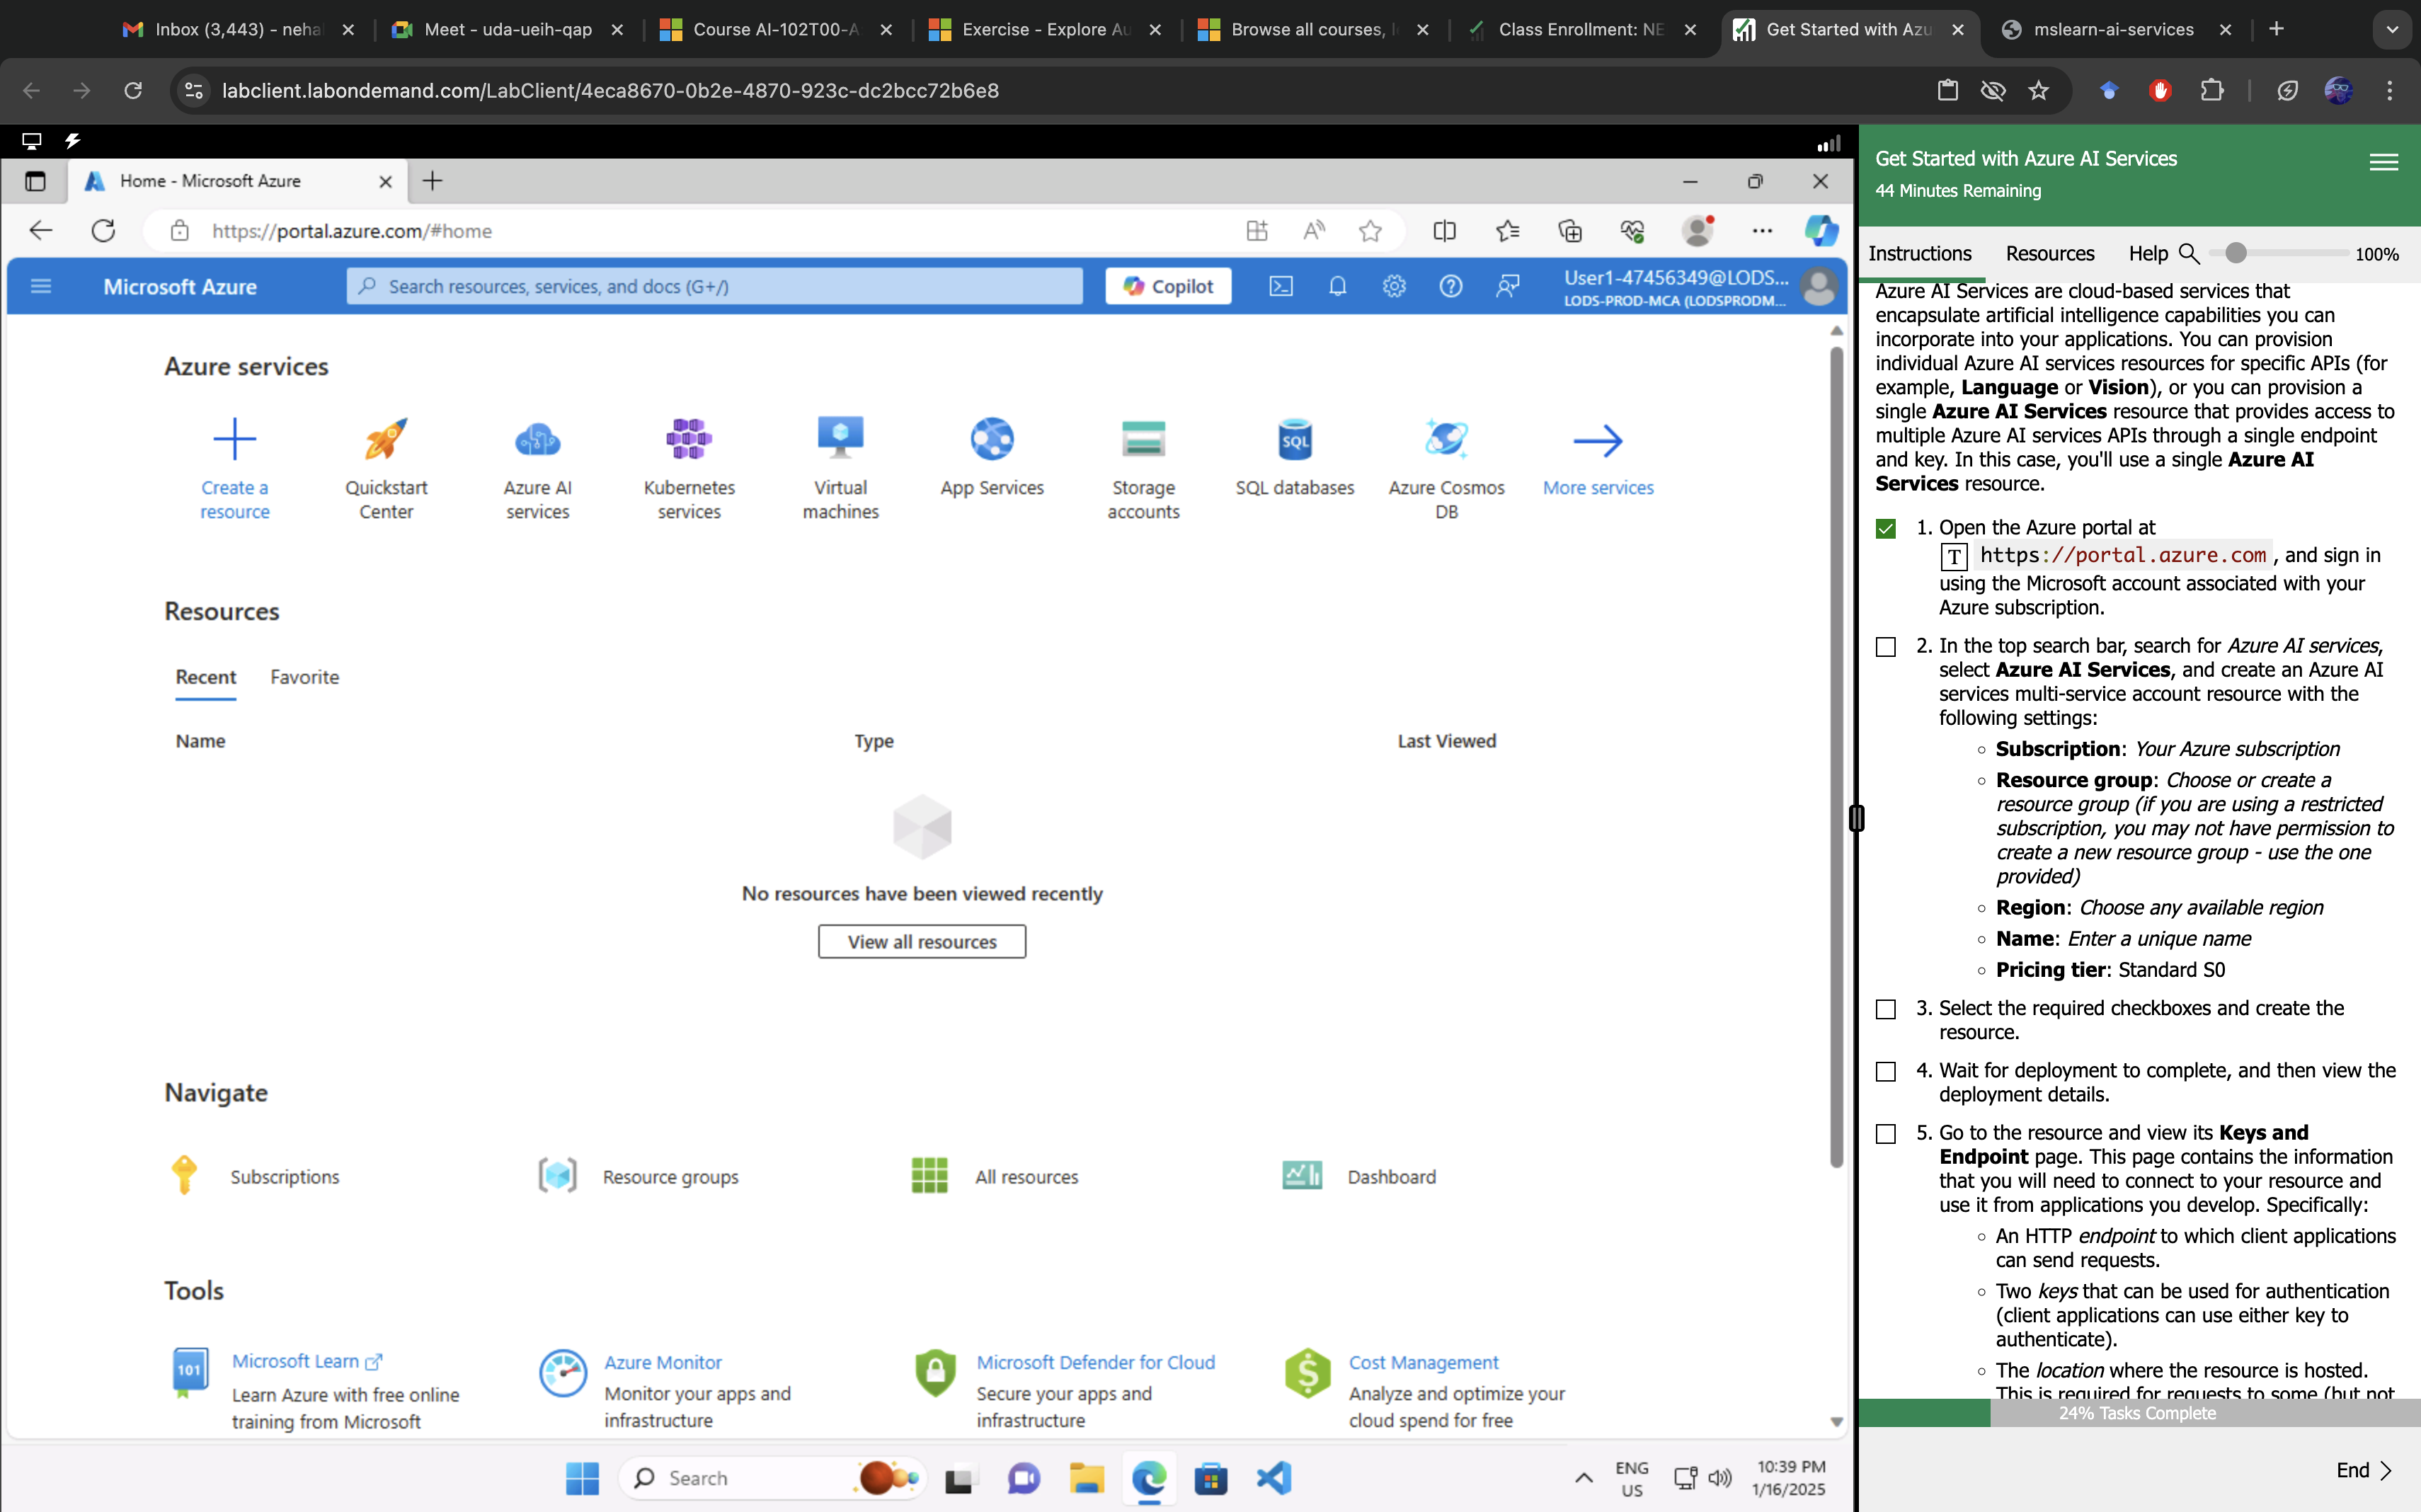 Inbox (3,443) - neha
Meet - uda-ueih-qap
Course AI-102T00-A
Exercise - Explore Au
Browse all courses, l
Class Enrollment: NE
Get Started with Azu
mslearn-ai-services
labclient.labondemand.com/LabClient/4eca8670-0b2e-4870-923c-dc2bcc72b6e8
Home - Microsoft Azure
https://portal.azure.com/#home
Microsoft Azure
Search resources, services, and docs (G+/)
Copilot
User1-47456349@LODS...
LODS-PROD-MCA (LODSPRODM...
Azure services
Create a
resource
Quickstart
Center
Azure AI
services
Kubernetes
services
Virtual
machines
App Services
Storage
accounts
SQL
SQL databases
Azure Cosmos
DB
More services
Resources
Recent
Favorite
Name
Type
Last Viewed
No resources have been viewed recently
View all resources
Navigate
Subscriptions
Resource groups
All resources
Dashboard
Tools
101
Microsoft Learn
Learn Azure with free online
training from Microsoft
Azure Monitor
Monitor your apps and
infrastructure
Microsoft Defender for Cloud
Secure your apps and
infrastructure
Cost Management
Analyze and optimize your
cloud spend for free
Search
ENG
US
10:39 PM
1/16/2025
Get Started with Azure AI Services
44 Minutes Remaining
Instructions
Resources
Help
100%
Azure AI Services are cloud-based services that
encapsulate artificial intelligence capabilities you can
incorporate into your applications. You can provision
individual Azure AI services resources for specific APIs (for
example, Language or Vision), or you can provision a
single Azure AI Services resource that provides access to
multiple Azure AI services APIs through a single endpoint
and key. In this case, you'll use a single Azure AI
Services resource.
1. Open the Azure portal at
T https://portal.azure.com, and sign in
using the Microsoft account associated with your
Azure subscription.
2. In the top search bar, search for Azure AI services,
select Azure AI Services, and create an Azure AI
services multi-service account resource with the
following settings:
Subscription: Your Azure subscription
Resource group: Choose or create a
resource group (if you are using a restricted
subscription, you may not have permission to
create a new resource group - use the one
provided)
Region: Choose any available region
Name: Enter a unique name
Pricing tier: Standard S0
3. Select the required checkboxes and create the
resource.
4. Wait for deployment to complete, and then view the
deployment details.
5. Go to the resource and view its Keys and
Endpoint page. This page contains the information
that you will need to connect to your resource and
use it from applications you develop. Specifically:
An HTTP endpoint to which client applications
can send requests.
Two keys that can be used for authentication
(client applications can use either key to
authenticate).
The location where the resource is hosted.
This is required for requests to some (but not
24% Tasks Complete
End